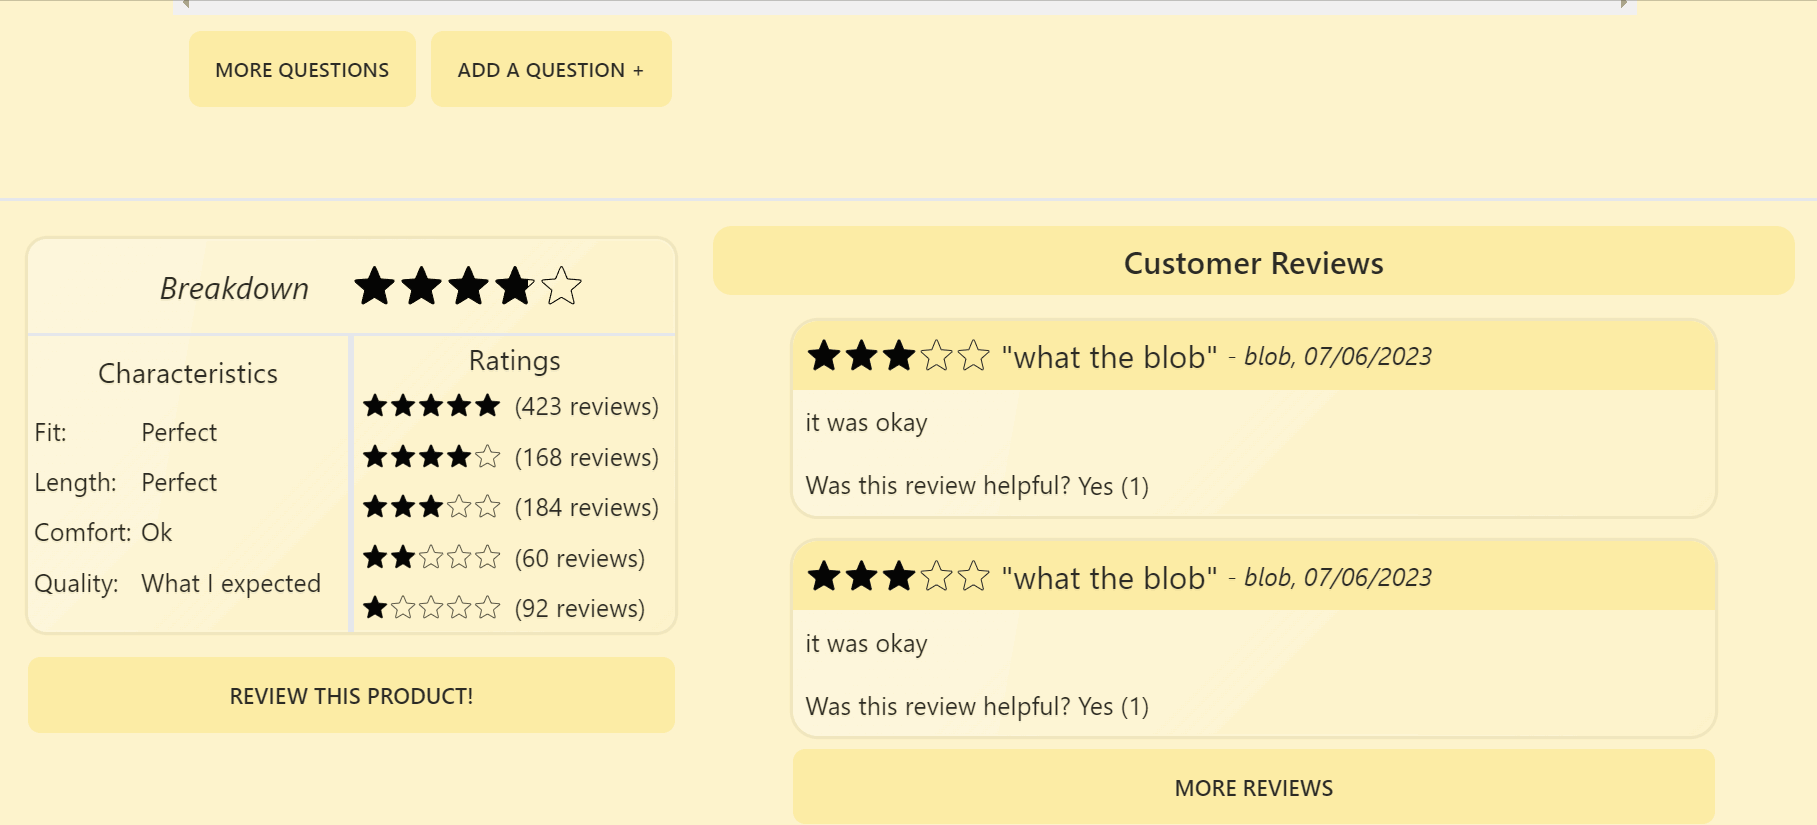 MORE QUESTIONS
ADD A QUESTION +
Breakdown
Characteristics
Fit: Perfect
Length: Perfect
Comfort: Ok
Quality: What I expected
Ratings
(423 reviews)
(168 reviews)
(184 reviews)
(60 reviews)
(92 reviews)
REVIEW THIS PRODUCT!
Customer Reviews
"what the blob" - blob, 07/06/2023
it was okay
Was this review helpful? Yes (1)
"what the blob" - blob, 07/06/2023
it was okay
Was this review helpful? Yes (1)
MORE REVIEWS